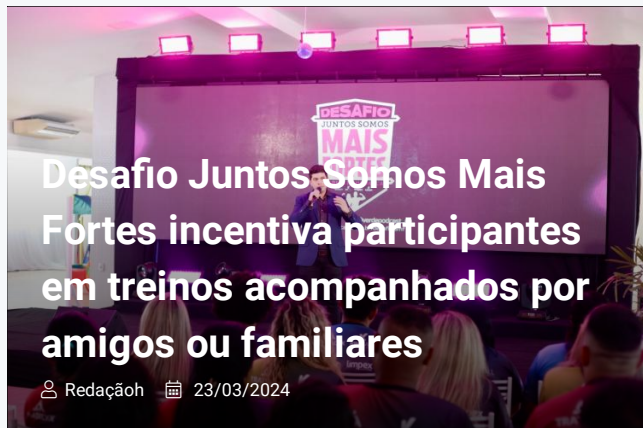 DESAFIO
JUNTOS SOMOS
MAIS
Desafio Juntos Somos Mais
Fortes incentiva participantes
em treinos acompanhados por
amigos ou familiares
Redaçãoh 23/03/2024
limpex